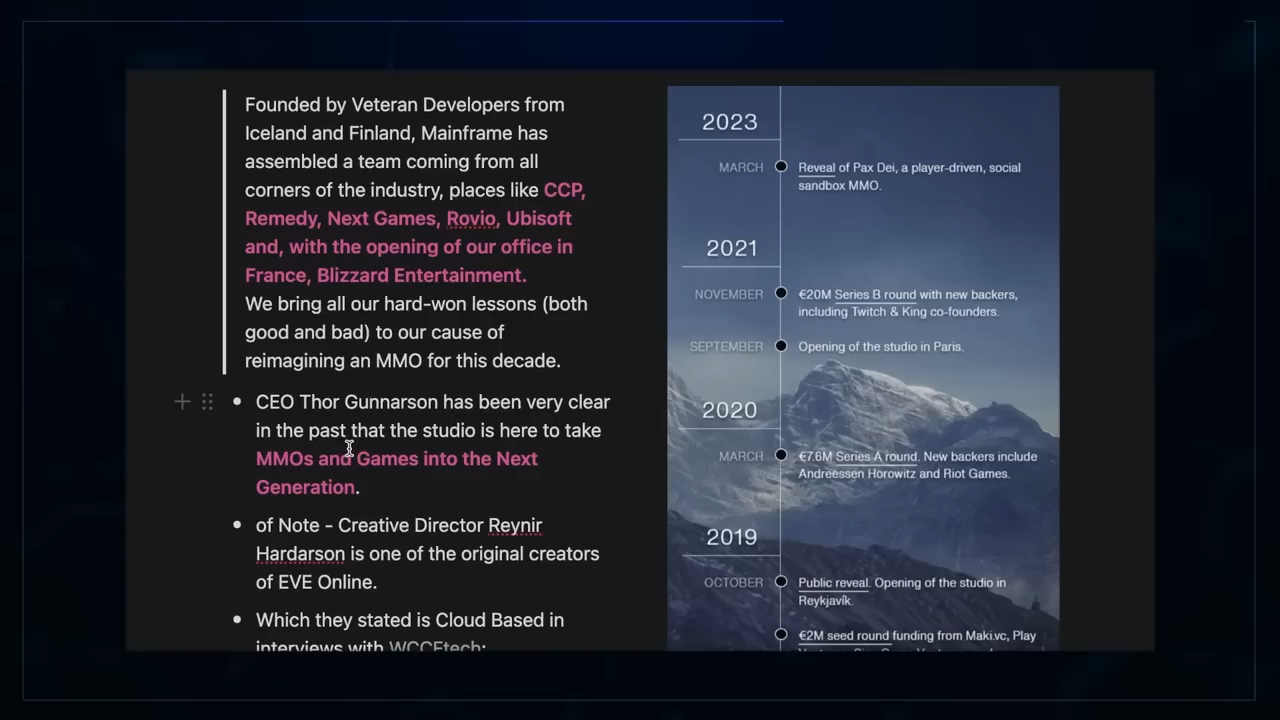 Founded by Veteran Developers from
Iceland and Finland, Mainframe has
assembled a team coming from all
corners of the industry, places like CCP,
Remedy, Next Games, Rovio, Ubisoft
and, with the opening of our office in
France, Blizzard Entertainment.
We bring all our hard-won lessons (both
good and bad) to our cause of
reimagining an MMO for this decade.
CEO Thor Gunnarson has been very clear
in the past that the studio is here to take
MMOs and Games into the Next
Generation.
of Note - Creative Director Reynir
Hardarson is one of the original creators
of EVE Online.
Which they stated is Cloud Based in
interviews with WCCFtech:
2023
MARCH
Reveal of Pax Dei, a player-driven, social
sandbox MMO.
2021
NOVEMBER
€20M Series B round with new backers,
including Twitch & King co-founders.
SEPTEMBER
Opening of the studio in Paris.
2020
MARCH
€7.6M Series A round. New backers include
Andreessen Horowitz and Riot Games.
2019
OCTOBER
Public reveal. Opening of the studio in
Reykjavík.
€2M seed round funding from Maki.vc, Play